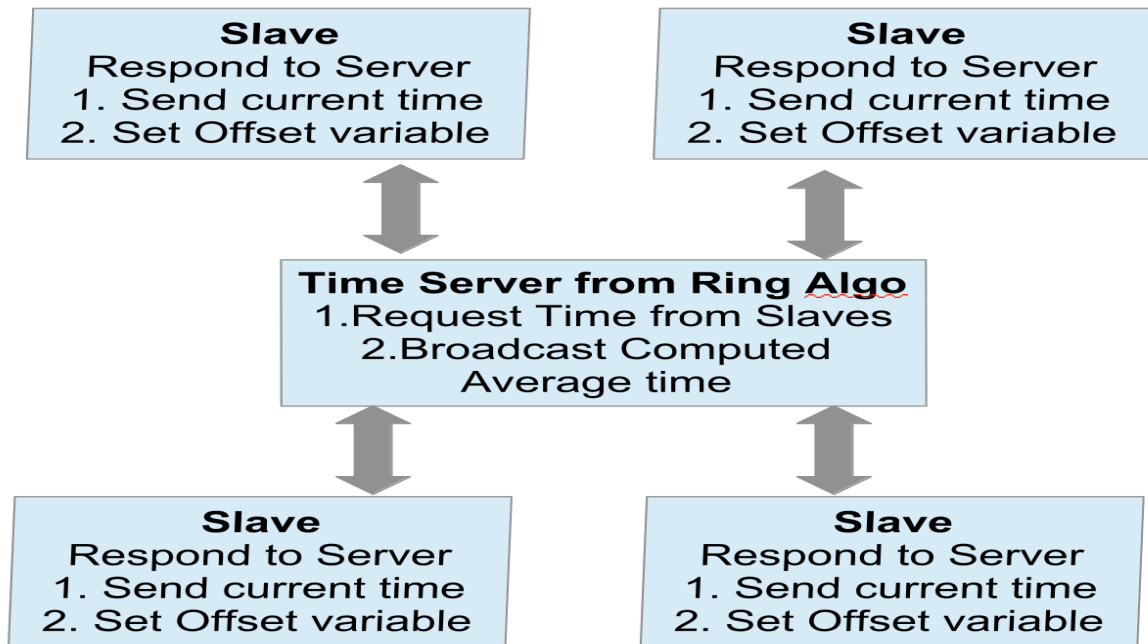 Slave
Respond to Server
1. Send current time
2. Set Offset variable
Slave
Respond to Server
1. Send current time
2. Set Offset variable
Time Server from Ring Algo
1.Request Time from Slaves
2.Broadcast Computed
Average time
Slave
Respond to Server
1. Send current time
2. Set Offset variable
Slave
Respond to Server
1. Send current time
2. Set Offset variable